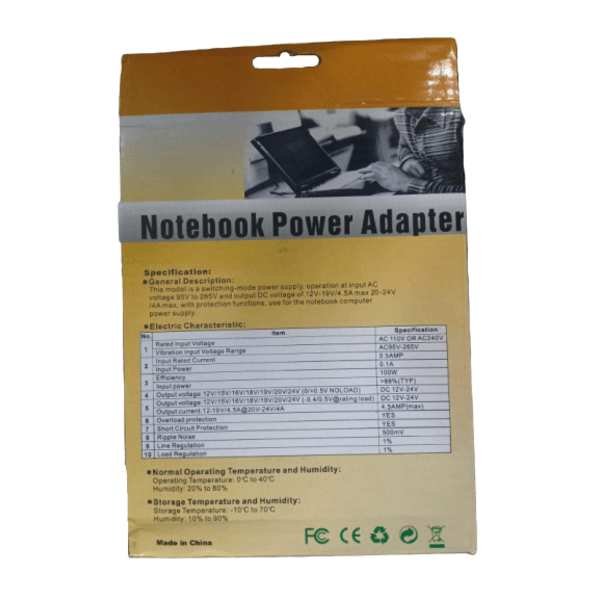 Notebook Power Adapter
Specification:
■General Description:
This model is a switching-mode power supply, operation at input AC
voltage 90V to 265V and output DC voltage of 12V-19V/4.5A max 20-24V
/4A max, with protection functions, use for the notebook computer
power supply.
■Electric Characteristic:
No. Item Specification
1 Rated Input Voltage AC 110V OR AC240V
Vibration Input Voltage Range AC95V-265V
2 Input Rated Current 0.5AMP
Input Power 0.1A
3 Efficiency 100W
Input power >88%(TYP)
4 Output voltage:12V/15V/16V/18V/19V/20V/24V (0/+0.5V NOLOAD) DC 12V-24V
5 Output voltage:12V/15V/16V/18V/19V/20V/24V (-0.4/0.5V@rating load) DC 12V-24V
Output current:12-19V/4.5A@20V-24V/4A 4.5AMP(max)
6 Overload protection YES
7 Short Circuit Protection YES
8 Ripple Noise 500mV
9 Line Regulation 1%
10 Load Regulation 1%
■Normal Operating Temperature and Humidity:
Operating Temperature: 0℃ to 40℃
Humidity: 20% to 80%
■Storage Temperature and Humidity:
Storage Temperature: -10℃ to 70℃
Humidity: 10% to 90%
Made in China
FC CE